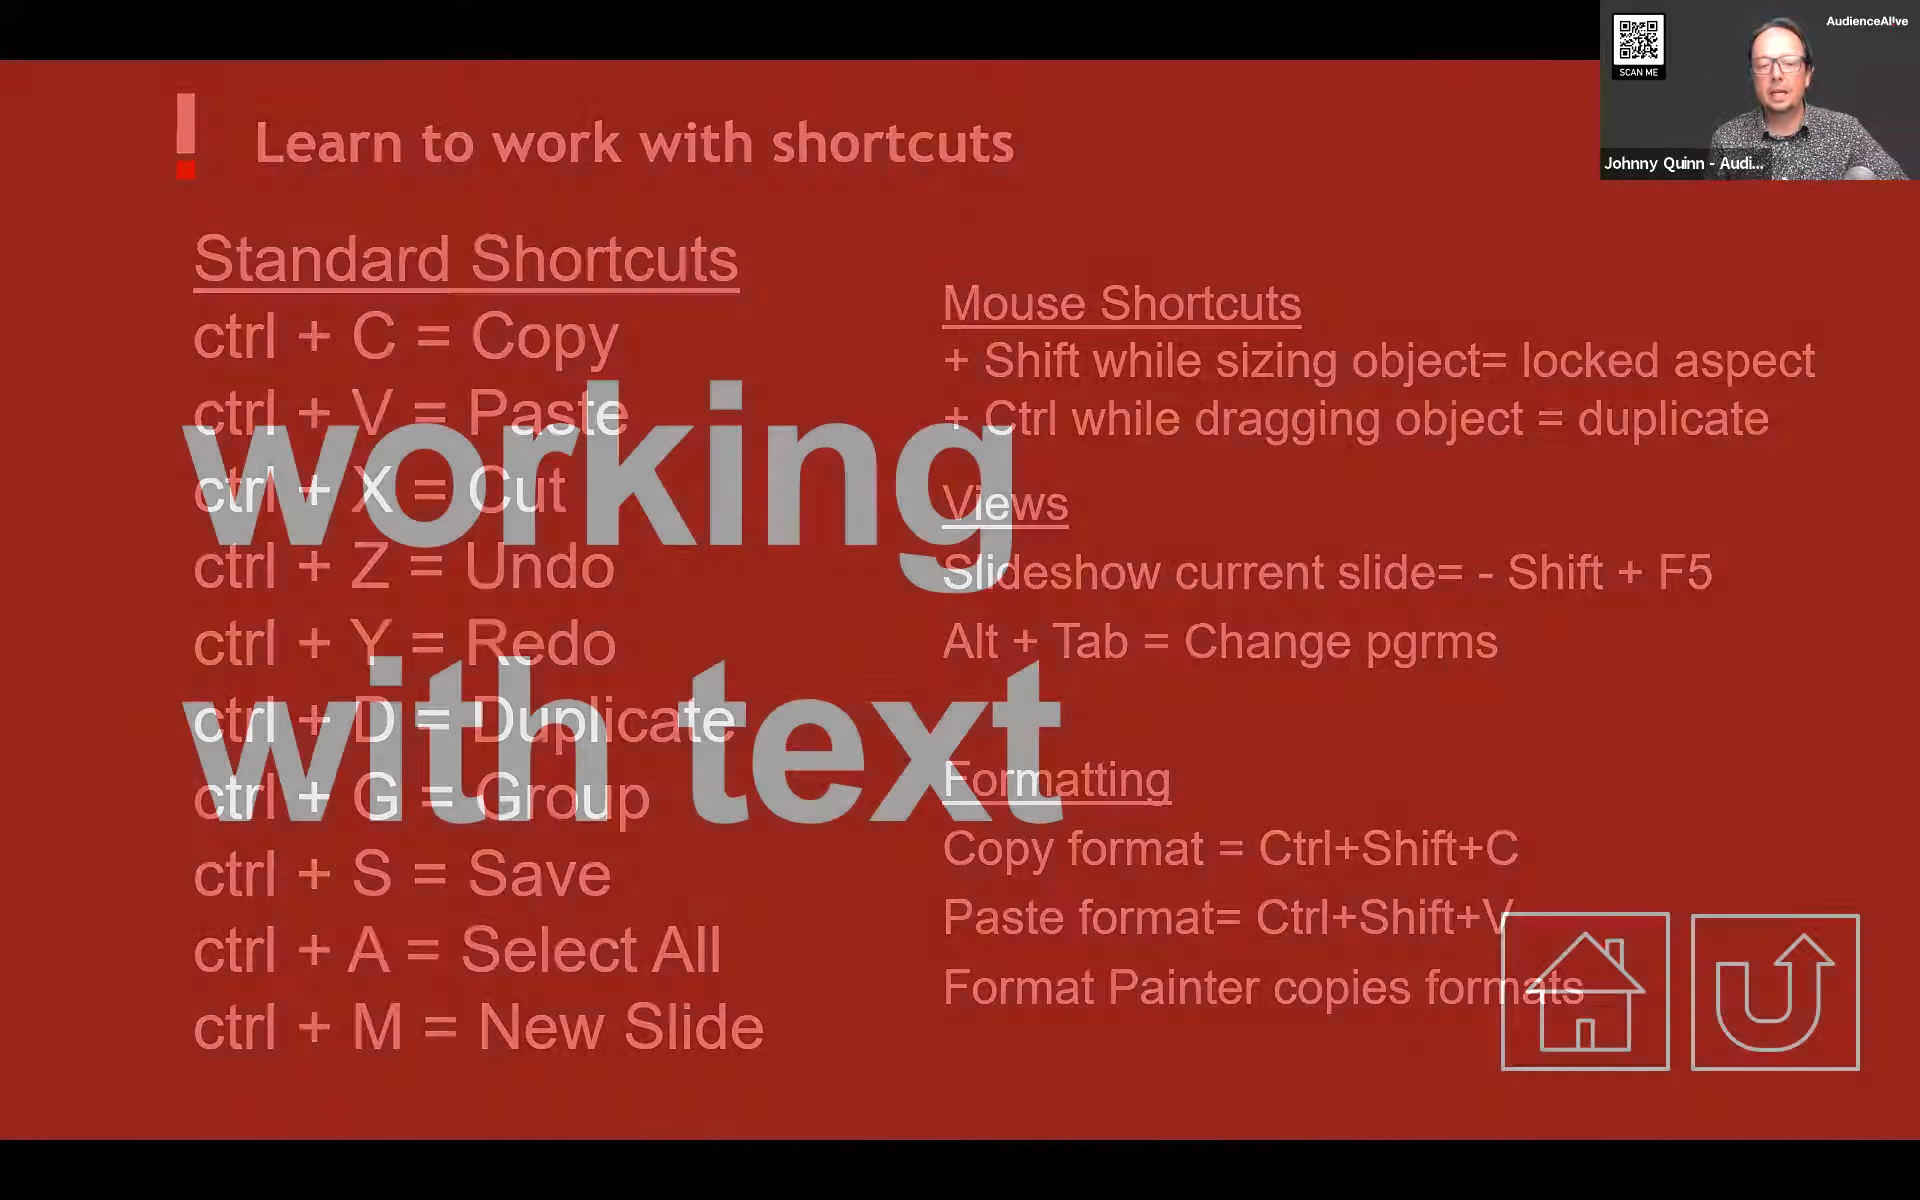 SCAN ME
AudienceAl!ve
Johnny Quinn - Audi...
Learn to work with shortcuts
Standard Shortcuts
ctrl + C = Copy
ctrl + V = Paste
ctrl + X = Cut
ctrl + Z = Undo
ctrl + Y = Redo
ctrl + D = Duplicate
ctrl + G = Group
ctrl + S = Save
ctrl + A = Select All
ctrl + M = New Slide
Mouse Shortcuts
+ Shift while sizing object= locked aspect
+ Ctrl while dragging object = duplicate
Views
Slideshow current slide= - Shift + F5
Alt + Tab = Change pgrms
Formatting
Copy format = Ctrl+Shift+C
Paste format= Ctrl+Shift+V
Format Painter copies formats
working
with text